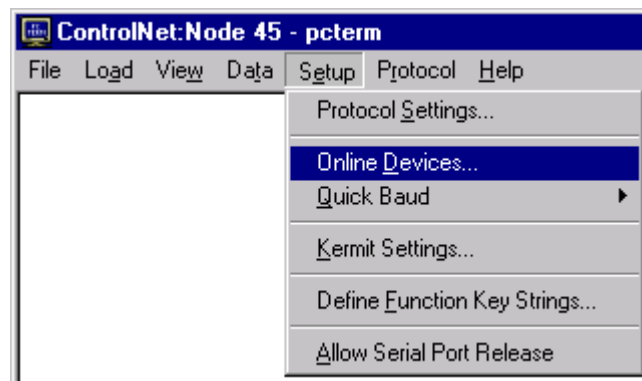 ControlNet:Node 45 - pcterm
File Load View Data Setup Protocol Help
Protocol Settings...
Online Devices...
Quick Baud
Kermit Settings...
Define Function Key Strings...
Allow Serial Port Release